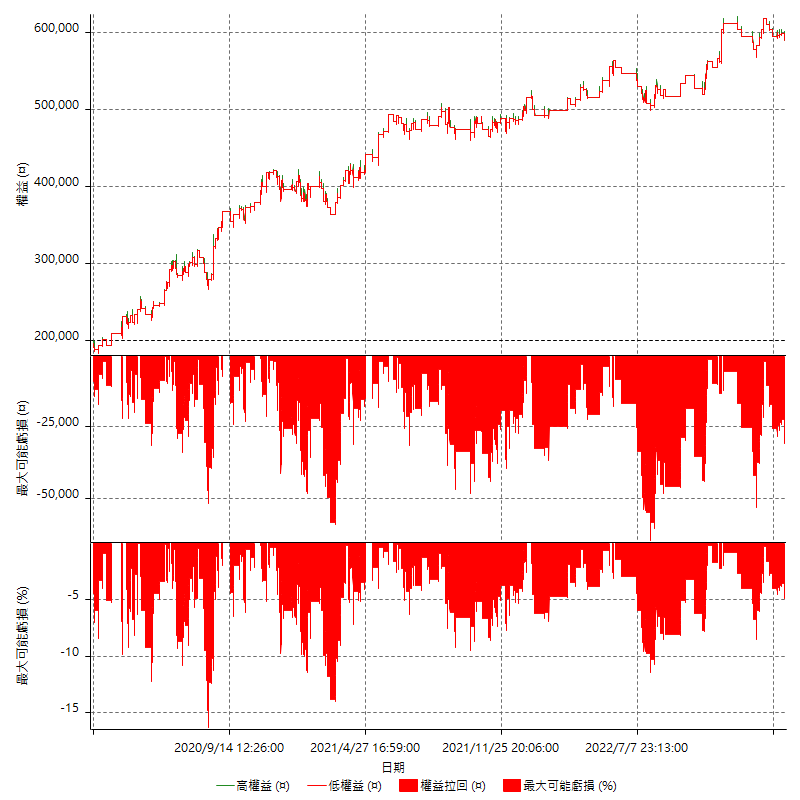 600,000
500,000
400,000
300,000
200,000
權益 (¤)
-25,000
-50,000
最大可能虧損 (¤)
-5
-10
-15
最大可能虧損 (%)
2020/9/14 12:26:00 2021/4/27 16:59:00 2021/11/25 20:06:00 2022/7/7 23:13:00
日期
高權益 (¤) 低權益 (¤) 權益拉回 (¤) 最大可能虧損 (%)